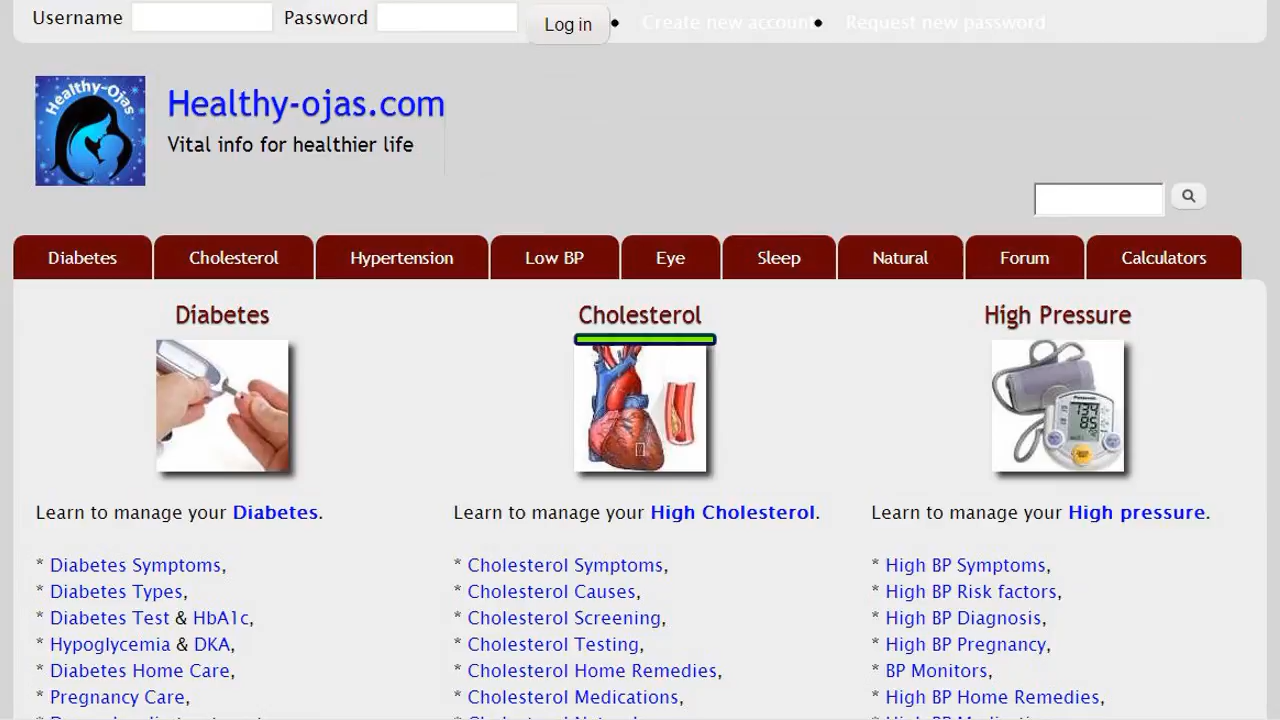 Username Password Log in • Create new account • Request new password
Healthy-Ojas
Healthy-ojas.com
Vital info for healthier life
Diabetes Cholesterol Hypertension Low BP Eye Sleep Natural Forum Calculators
Diabetes Cholesterol High Pressure
Panasonic
139
85
Learn to manage your Diabetes. Learn to manage your High Cholesterol. Learn to manage your High pressure.
* Diabetes Symptoms, * Cholesterol Symptoms, * High BP Symptoms,
* Diabetes Types, * Cholesterol Causes, * High BP Risk factors,
* Diabetes Test & HbA1c, * Cholesterol Screening, * High BP Diagnosis,
* Hypoglycemia & DKA, * Cholesterol Testing, * High BP Pregnancy,
* Diabetes Home Care, * Cholesterol Home Remedies, * BP Monitors,
* Pregnancy Care, * Cholesterol Medications, * High BP Home Remedies,